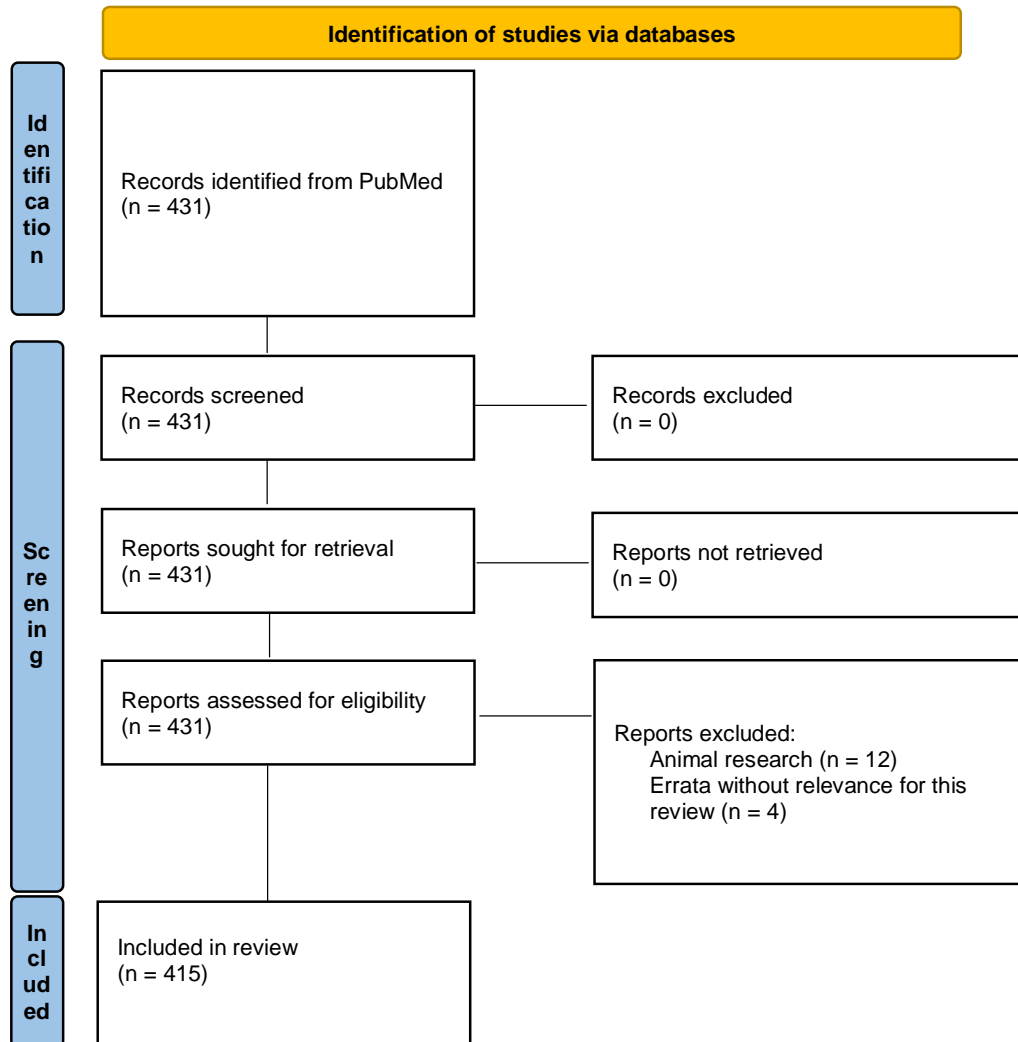 Identification of studies via databases
Id
en
tifi
ca
tio
n
Records identified from PubMed
(n = 431)
Sc
re
en
in
g
Records screened
(n = 431)
Records excluded
(n = 0)
Reports sought for retrieval
(n = 431)
Reports not retrieved
(n = 0)
Reports assessed for eligibility
(n = 431)
Reports excluded:
Animal research (n = 12)
Errata without relevance for this
review (n = 4)
In
cl
ud
ed
Included in review
(n = 415)